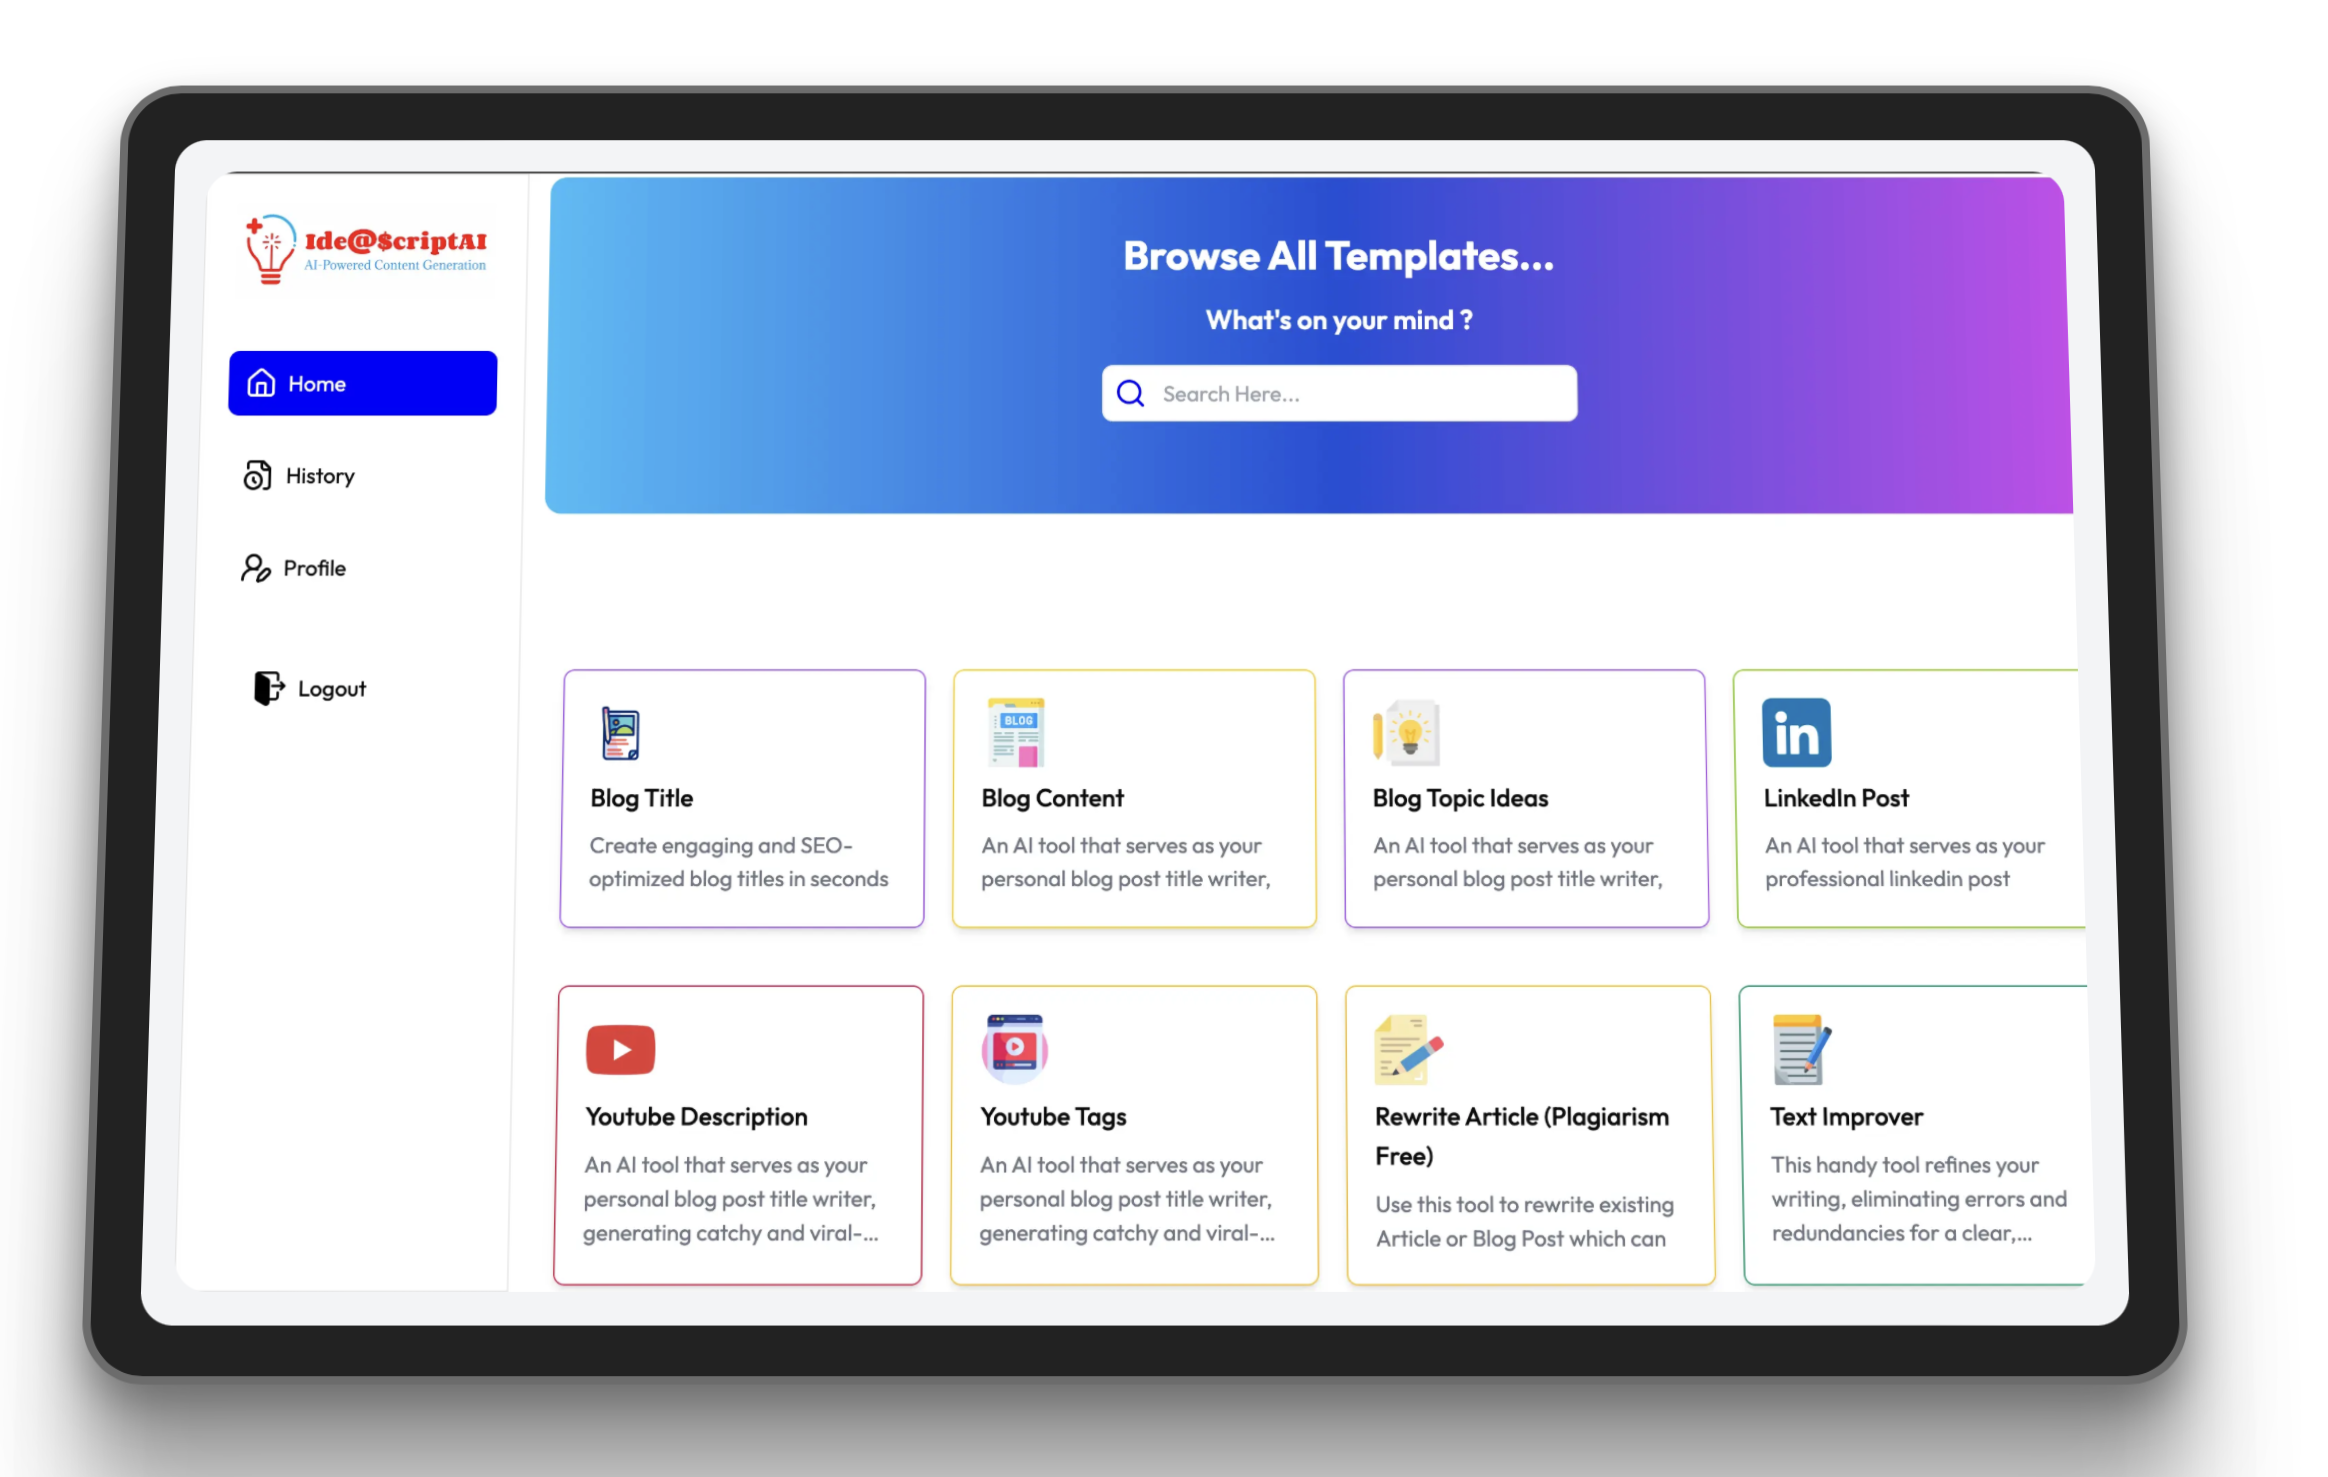 Ide@$criptAI
AI-Powered Content Generation
Home
History
Profile
Logout
Browse All Templates...
What's on your mind ?
Search Here...
Blog Title
Create engaging and SEO-
optimized blog titles in seconds
BLOG
Blog Content
An AI tool that serves as your
personal blog post title writer,
Blog Topic Ideas
An AI tool that serves as your
personal blog post title writer,
in
LinkedIn Post
An AI tool that serves as your
professional linkedin post
Youtube Description
An AI tool that serves as your
personal blog post title writer,
generating catchy and viral-...
Youtube Tags
An AI tool that serves as your
personal blog post title writer,
generating catchy and viral-...
Rewrite Article (Plagiarism
Free)
Use this tool to rewrite existing
Article or Blog Post which can
Text Improver
This handy tool refines your
writing, eliminating errors and
redundancies for a clear,...